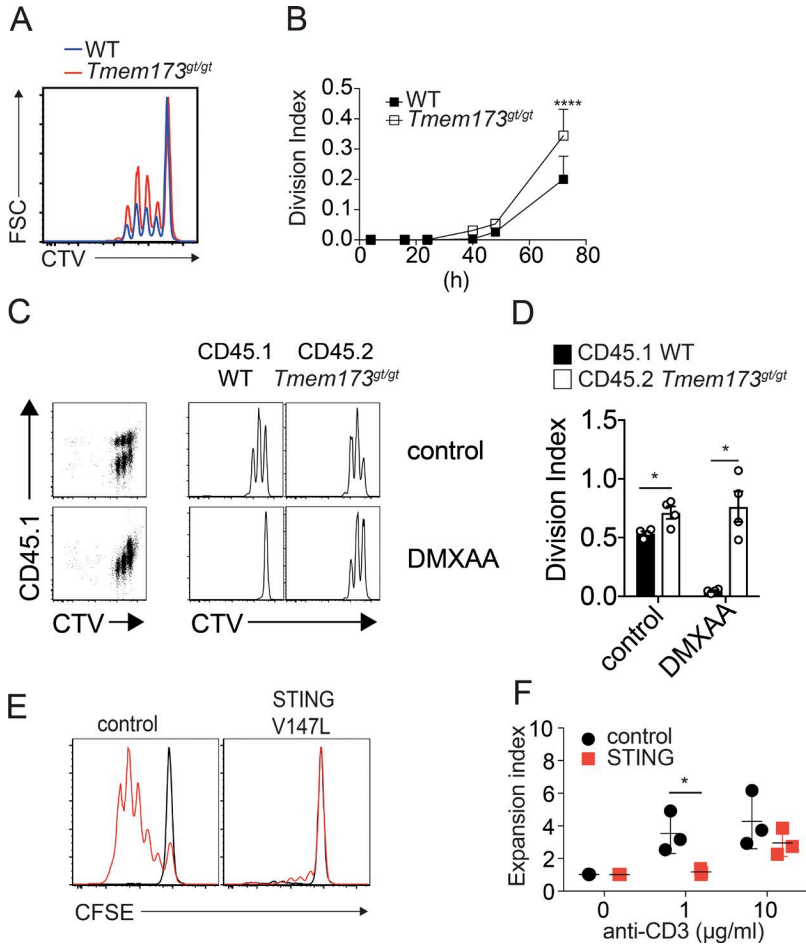 A
WT
Tmem173gt/gt
FSC
CTV
B
WT
Tmem173gt/gt
****
Division Index
0.5
0.4
0.3
0.2
0.1
0.0
0 20 40 60 80
(h)
C
CD45.1
WT
CD45.2
Tmem173gt/gt
control
DMXAA
CD45.1
CTV
CTV
D
CD45.1 WT
CD45.2 Tmem173gt/gt
Division Index
1.5
1.0
0.5
0.0
*
*
control
DMXAA
E
control
STING
V147L
CFSE
F
control
STING
Expansion index
10
8
6
4
2
0
*
0 1 10
anti-CD3 (µg/ml)